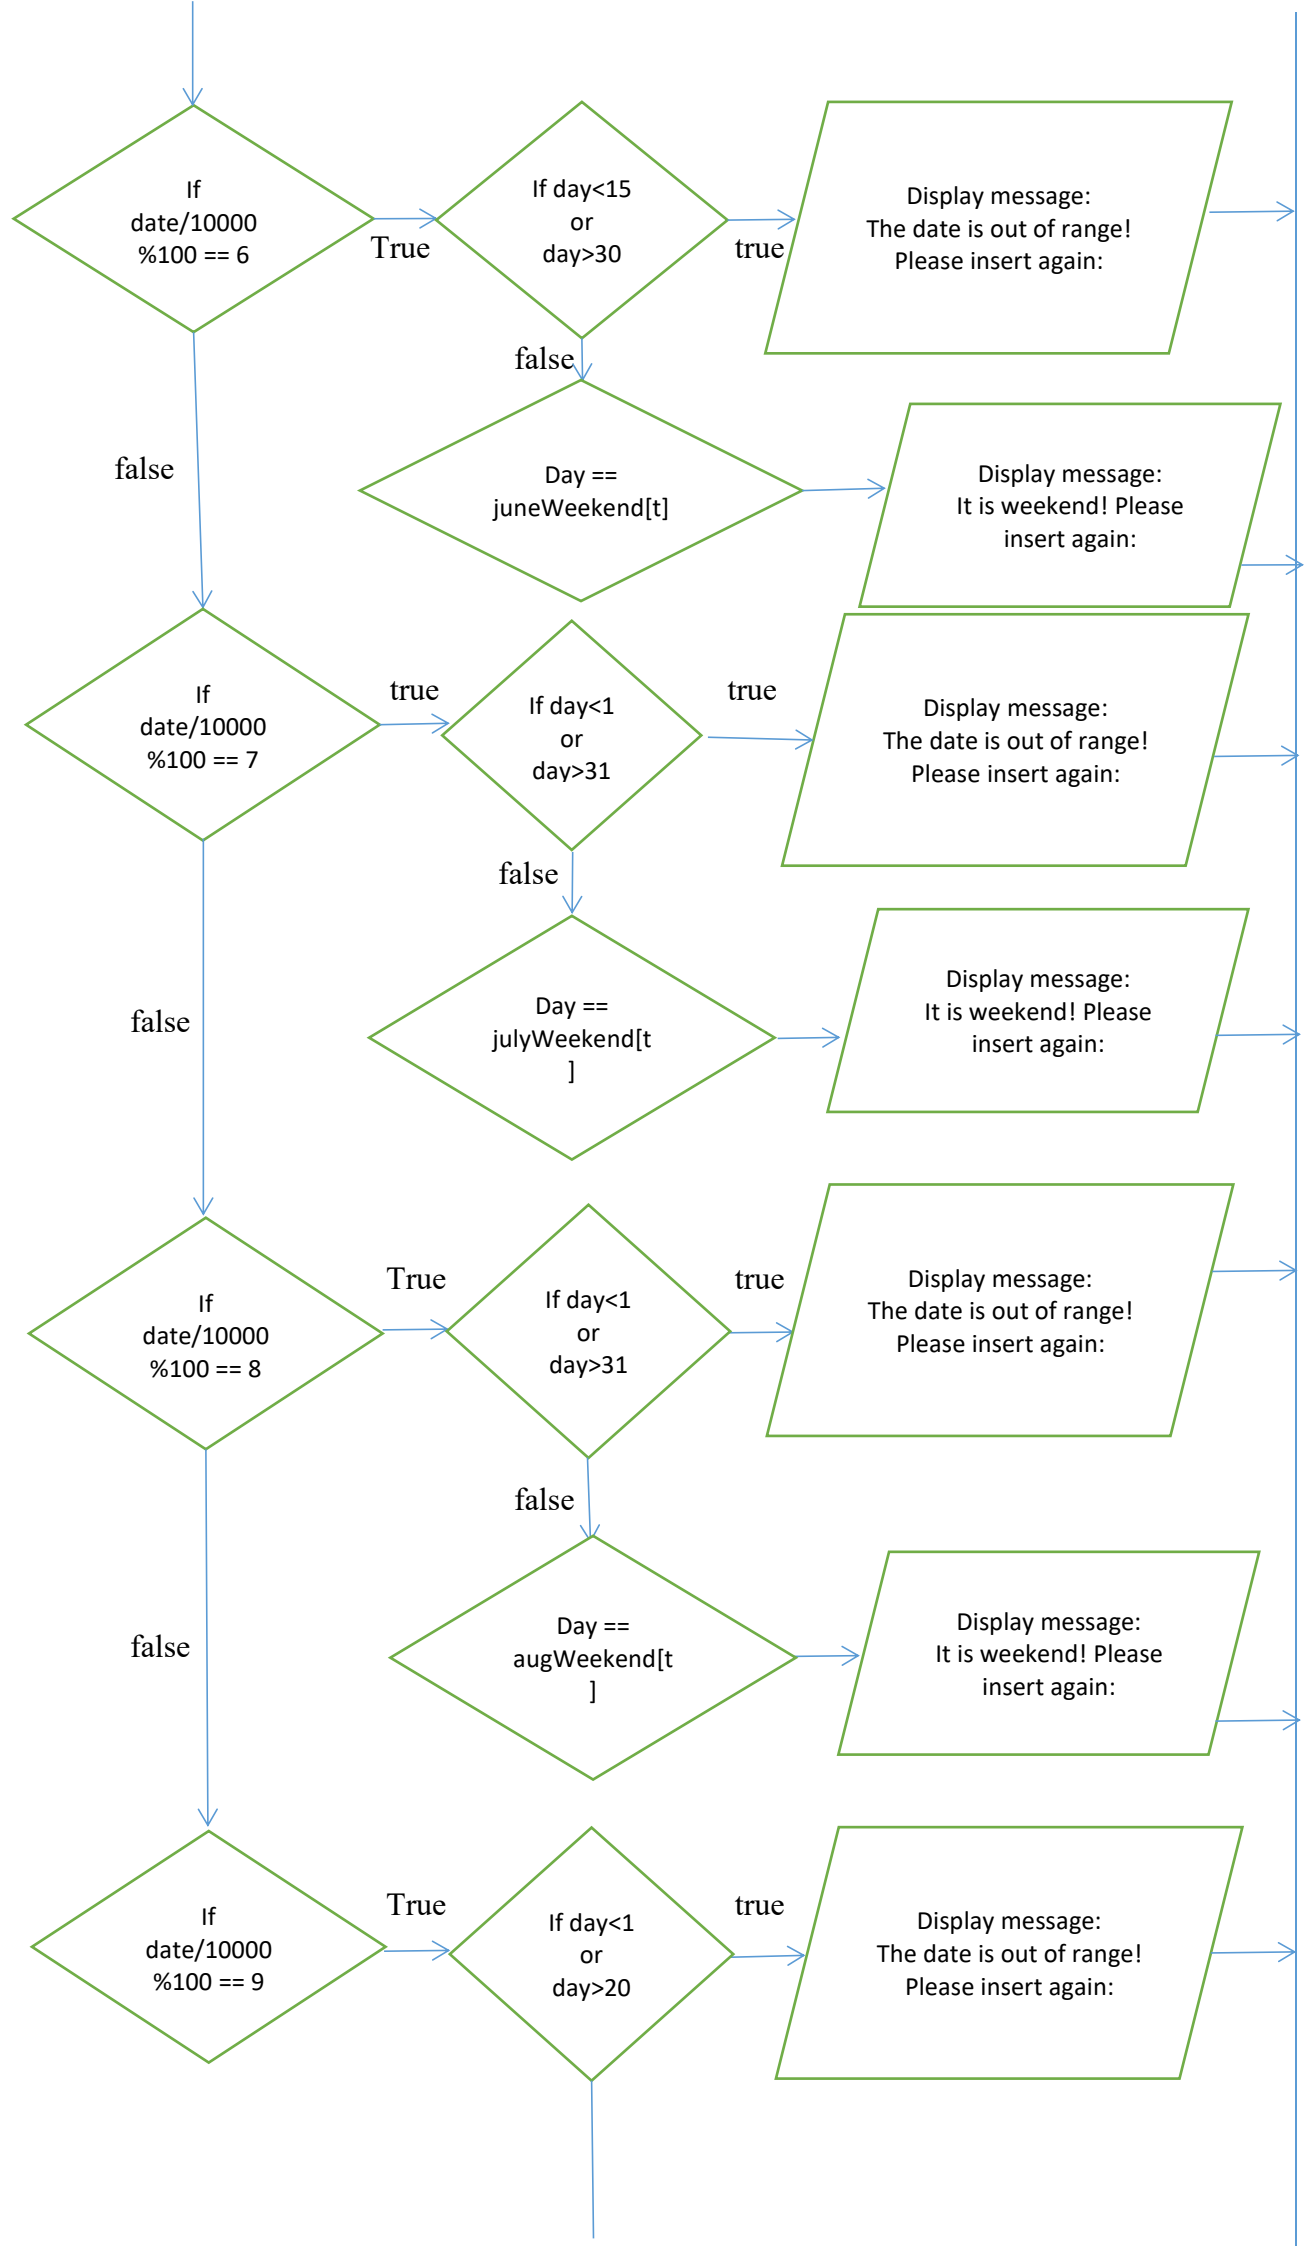 If
date/10000
%100 == 6
True
If day<15
or
day>30
true
Display message:
The date is out of range!
Please insert again:
false
false
Day ==
juneWeekend[t]
Display message:
It is weekend! Please
insert again:
If
date/10000
%100 == 7
true
If day<1
or
day>31
true
Display message:
The date is out of range!
Please insert again:
false
false
Day ==
julyWeekend[t
]
Display message:
It is weekend! Please
insert again:
If
date/10000
%100 == 8
True
If day<1
or
day>31
true
Display message:
The date is out of range!
Please insert again:
false
false
Day ==
augWeekend[t
]
Display message:
It is weekend! Please
insert again:
If
date/10000
%100 == 9
True
If day<1
or
day>20
true
Display message:
The date is out of range!
Please insert again: